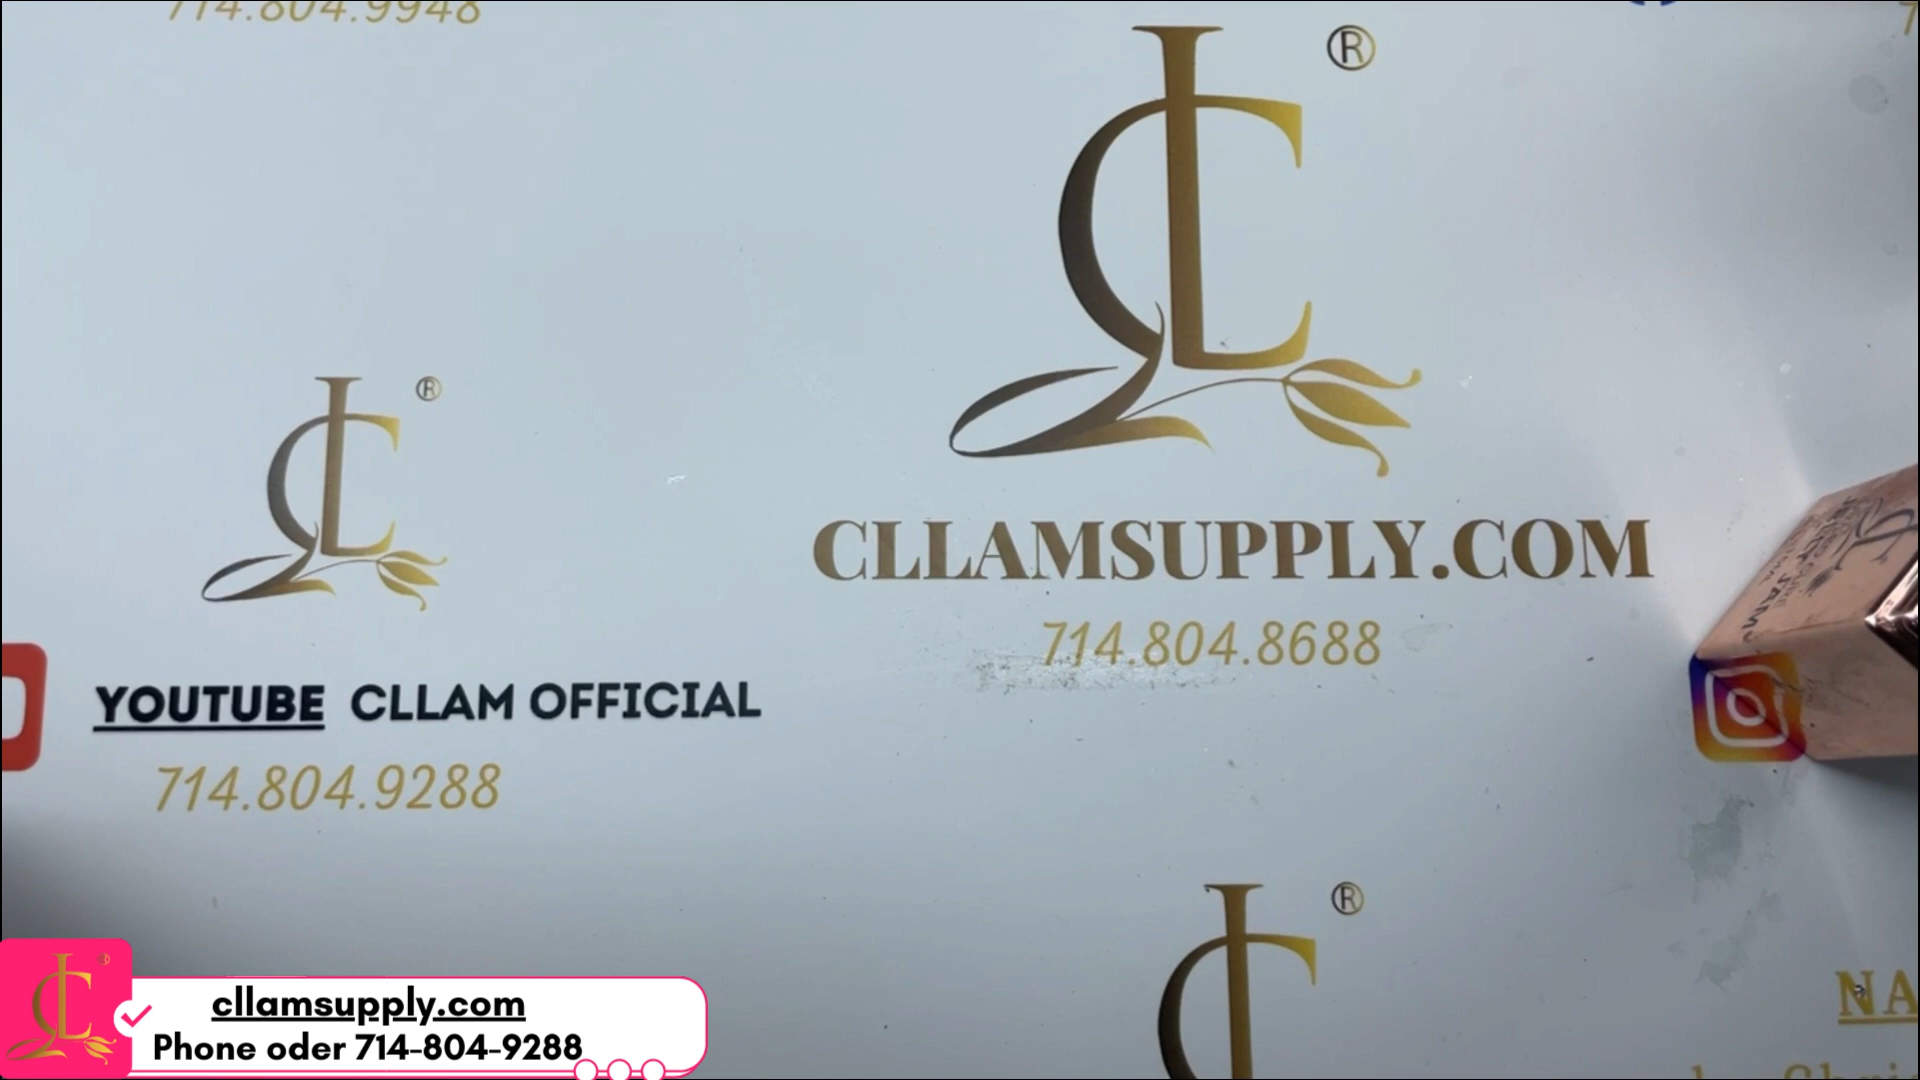 714.804.9948
®
CLLAMSUPPLY.COM
714.804.8688
®
YOUTUBE CLLAM OFFICIAL
714.804.9288
®
NA
cllamsupply.com
Phone oder 714-804-9288